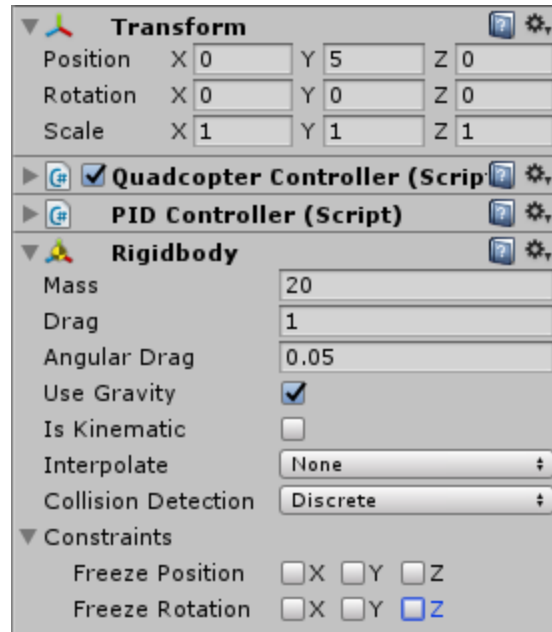 Transform
Position X 0 Y 5 Z 0
Rotation X 0 Y 0 Z 0
Scale X 1 Y 1 Z 1
C# Quadcopter Controller (Scrip
C# PID Controller (Script)
Rigidbody
Mass 20
Drag 1
Angular Drag 0.05
Use Gravity
Is Kinematic
Interpolate None
Collision Detection Discrete
Constraints
Freeze Position X Y Z
Freeze Rotation X Y Z